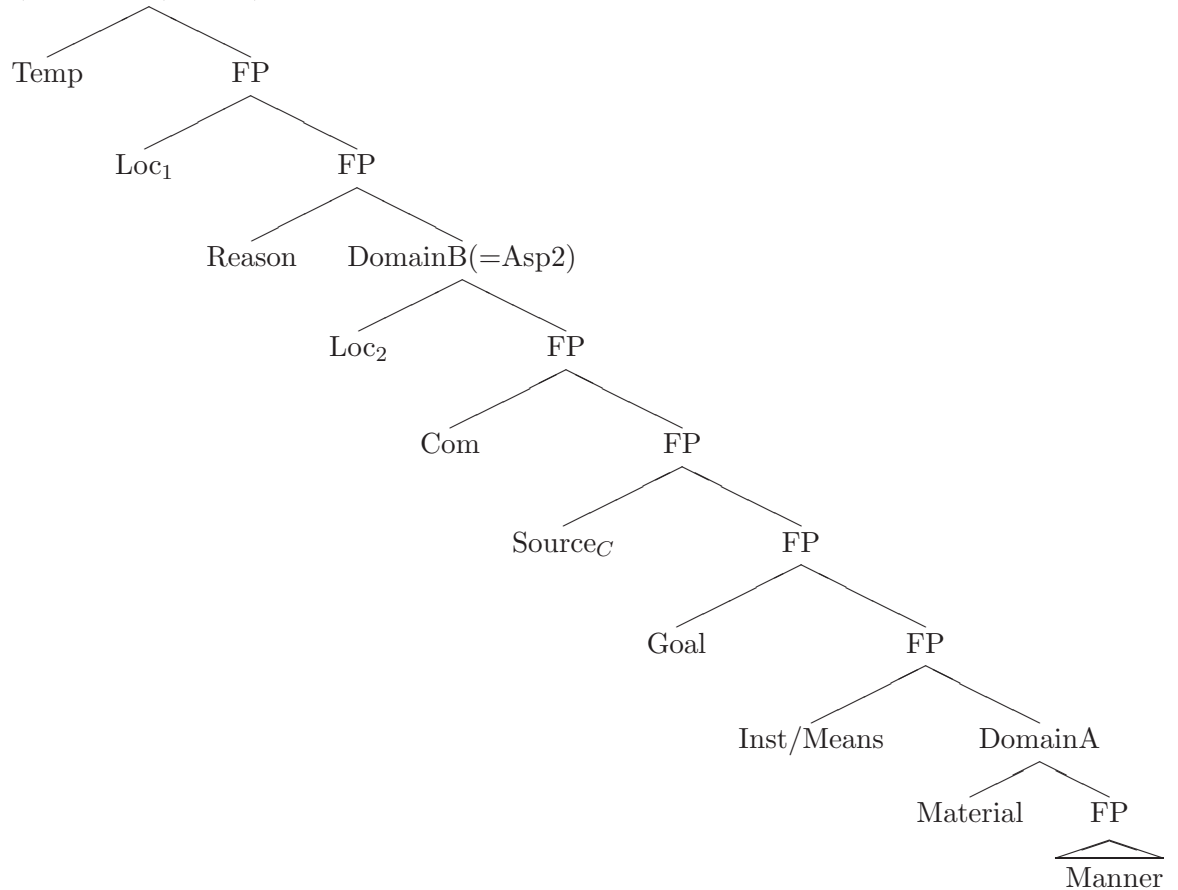 Temp FP
Loc₁ FP
Reason DomainB(=Asp2)
Loc₂ FP
Com FP
Source_C FP
Goal FP
Inst/Means DomainA
Material FP
Manner